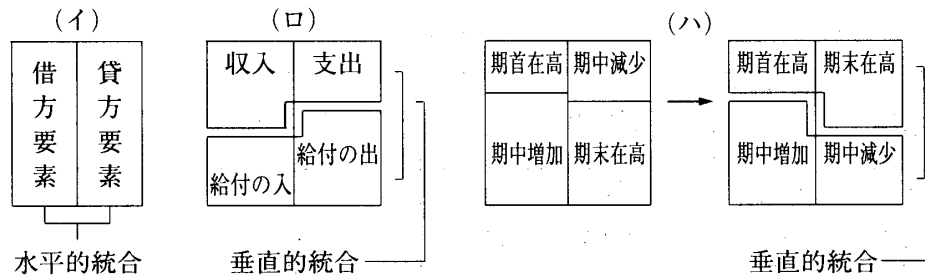 （イ）
借方要素
貸方要素
水平的統合
（ロ）
収入
支出
給付の入
給付の出
垂直的統合
（ハ）
期首在高
期中減少
期中増加
期末在高
期首在高
期末在高
期中増加
期中減少
垂直的統合